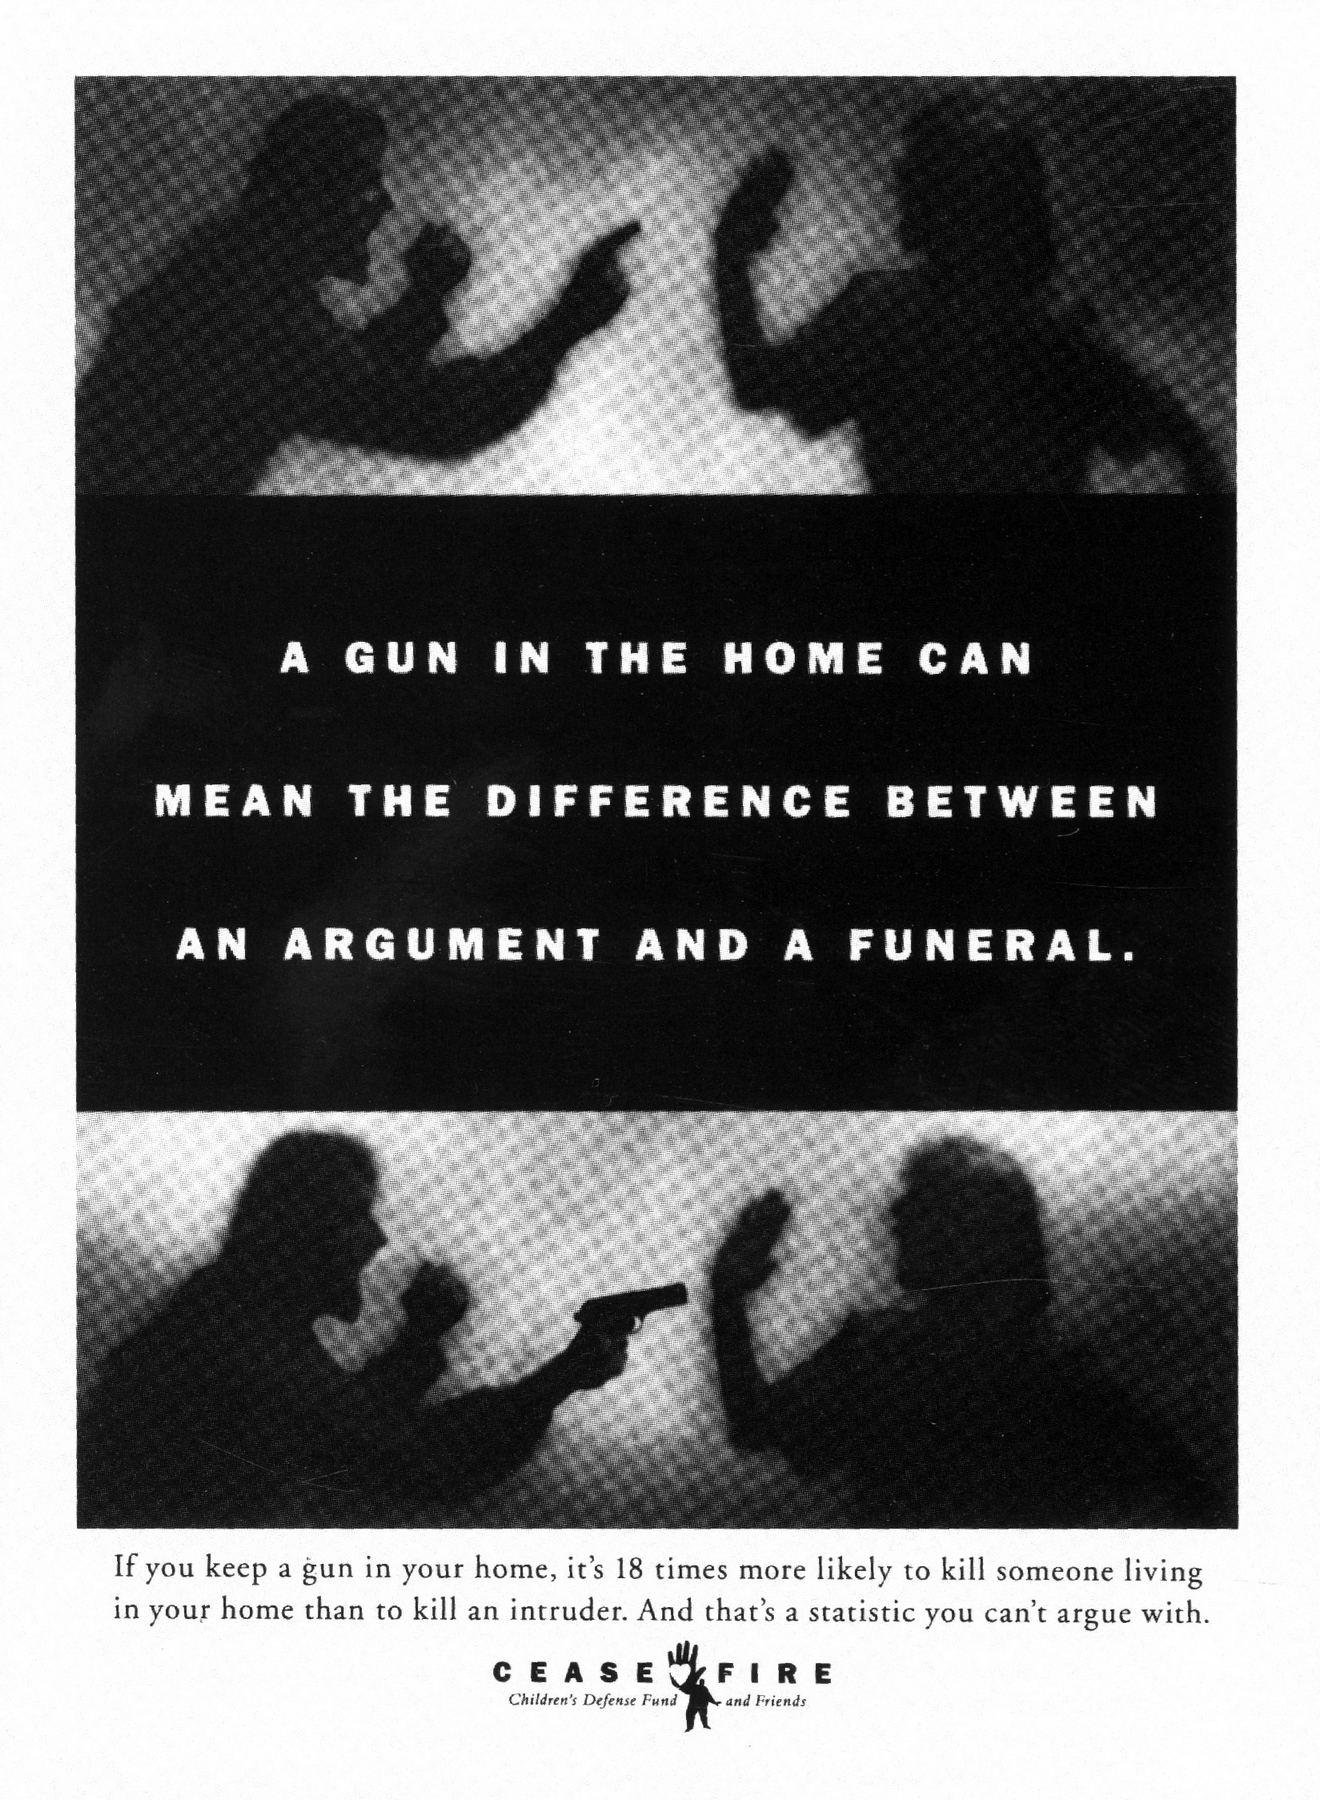 A GUN IN THE HOME CAN
MEAN THE DIFFERENCE BETWEEN
AN ARGUMENT AND A FUNERAL.
If you keep a gun in your home, it's 18 times more likely to kill someone living
in your home than to kill an intruder. And that's a statistic you can't argue with.
CEASE FIRE
Children's Defense Fund and Friends